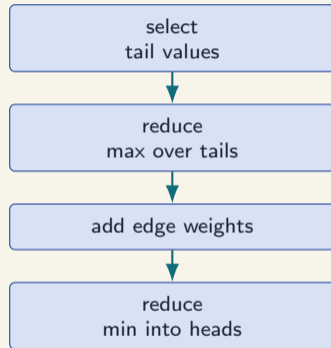 select
tail values
reduce
max over tails
add edge weights
reduce
min into heads